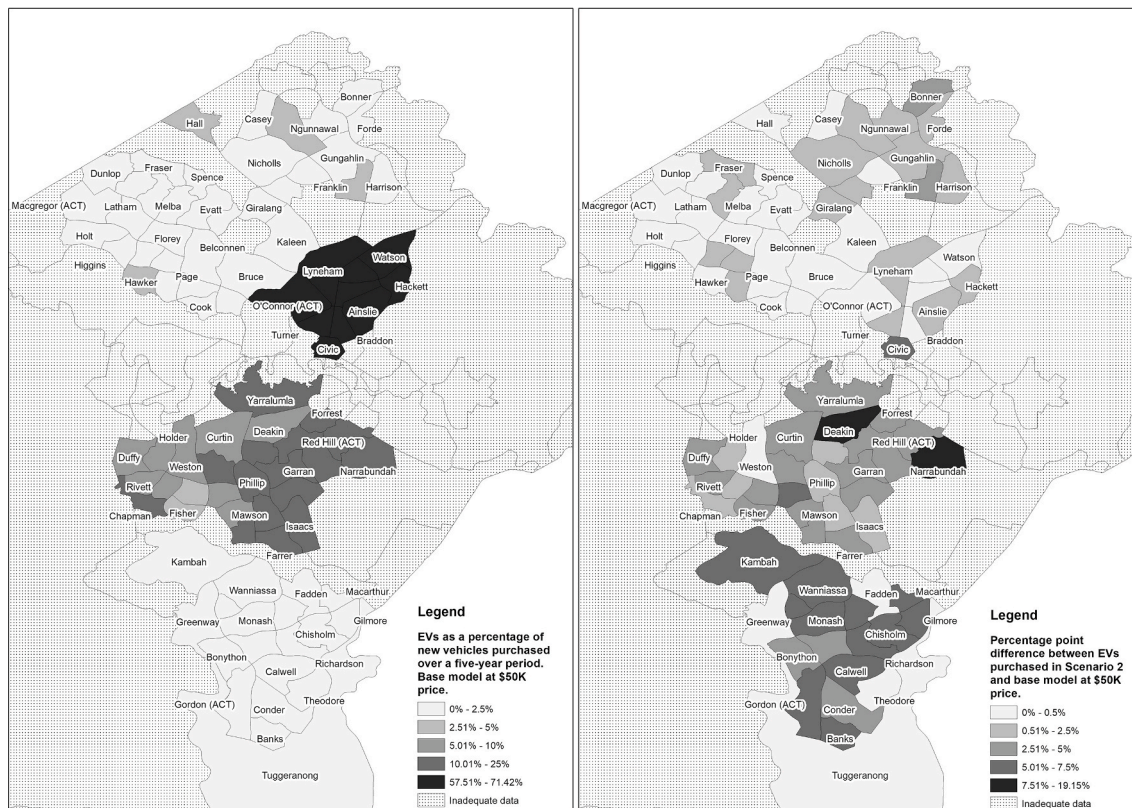 Bonner
Hall
Casey
Ngunnawal
Forde
Nicholls
Gungahlin
Fraser
Dunlop
Spence
Franklin
Harrison
Macgregor (ACT)
Latham
Melba
Evatt
Giralang
Holt
Florey
Belconnen
Kaleen
Watson
Higgins
Page
Bruce
Lyneham
Hackett
Hawker
Cook
O'Connor (ACT)
Ainslie
Turner
Braddon
Civic
Yarralumla
Forrest
Deakin
Holder
Curtin
Red Hill (ACT)
Duffy
Weston
Garran
Narrabundah
Rivett
Phillip
Chapman
Fisher
Mawson
Isaacs
Farrer
Kambah
Wanniassa
Fadden
Macarthur
Greenway
Monash
Gilmore
Chisholm
Bonython
Calwell
Richardson
Gordon (ACT)
Theodore
Conder
Banks
Tuggeranong
Legend
EVs as a percentage of
new vehicles purchased
over a five-year period.
Base model at $50K
price.
0% - 2.5%
2.51% - 5%
5.01% - 10%
10.01% - 25%
57.51% - 71.42%
Inadequate data
Bonner
Hall
Casey
Ngunnawal
Forde
Nicholls
Gungahlin
Fraser
Dunlop
Spence
Franklin
Harrison
Macgregor (ACT)
Latham
Melba
Evatt
Giralang
Holt
Florey
Belconnen
Kaleen
Watson
Higgins
Page
Bruce
Lyneham
Hackett
Hawker
Cook
O'Connor (ACT)
Ainslie
Turner
Braddon
Civic
Yarralumla
Forrest
Deakin
Holder
Curtin
Red Hill (ACT)
Duffy
Weston
Garran
Narrabundah
Rivett
Phillip
Chapman
Fisher
Mawson
Isaacs
Farrer
Kambah
Wanniassa
Fadden
Macarthur
Greenway
Monash
Gilmore
Chisholm
Bonython
Calwell
Richardson
Gordon (ACT)
Theodore
Conder
Banks
Tuggeranong
Legend
Percentage point
difference between EVs
purchased in Scenario 2
and base model at $50K
price.
0% - 0.5%
0.51% - 2.5%
2.51% - 5%
5.01% - 7.5%
7.51% - 19.15%
Inadequate data